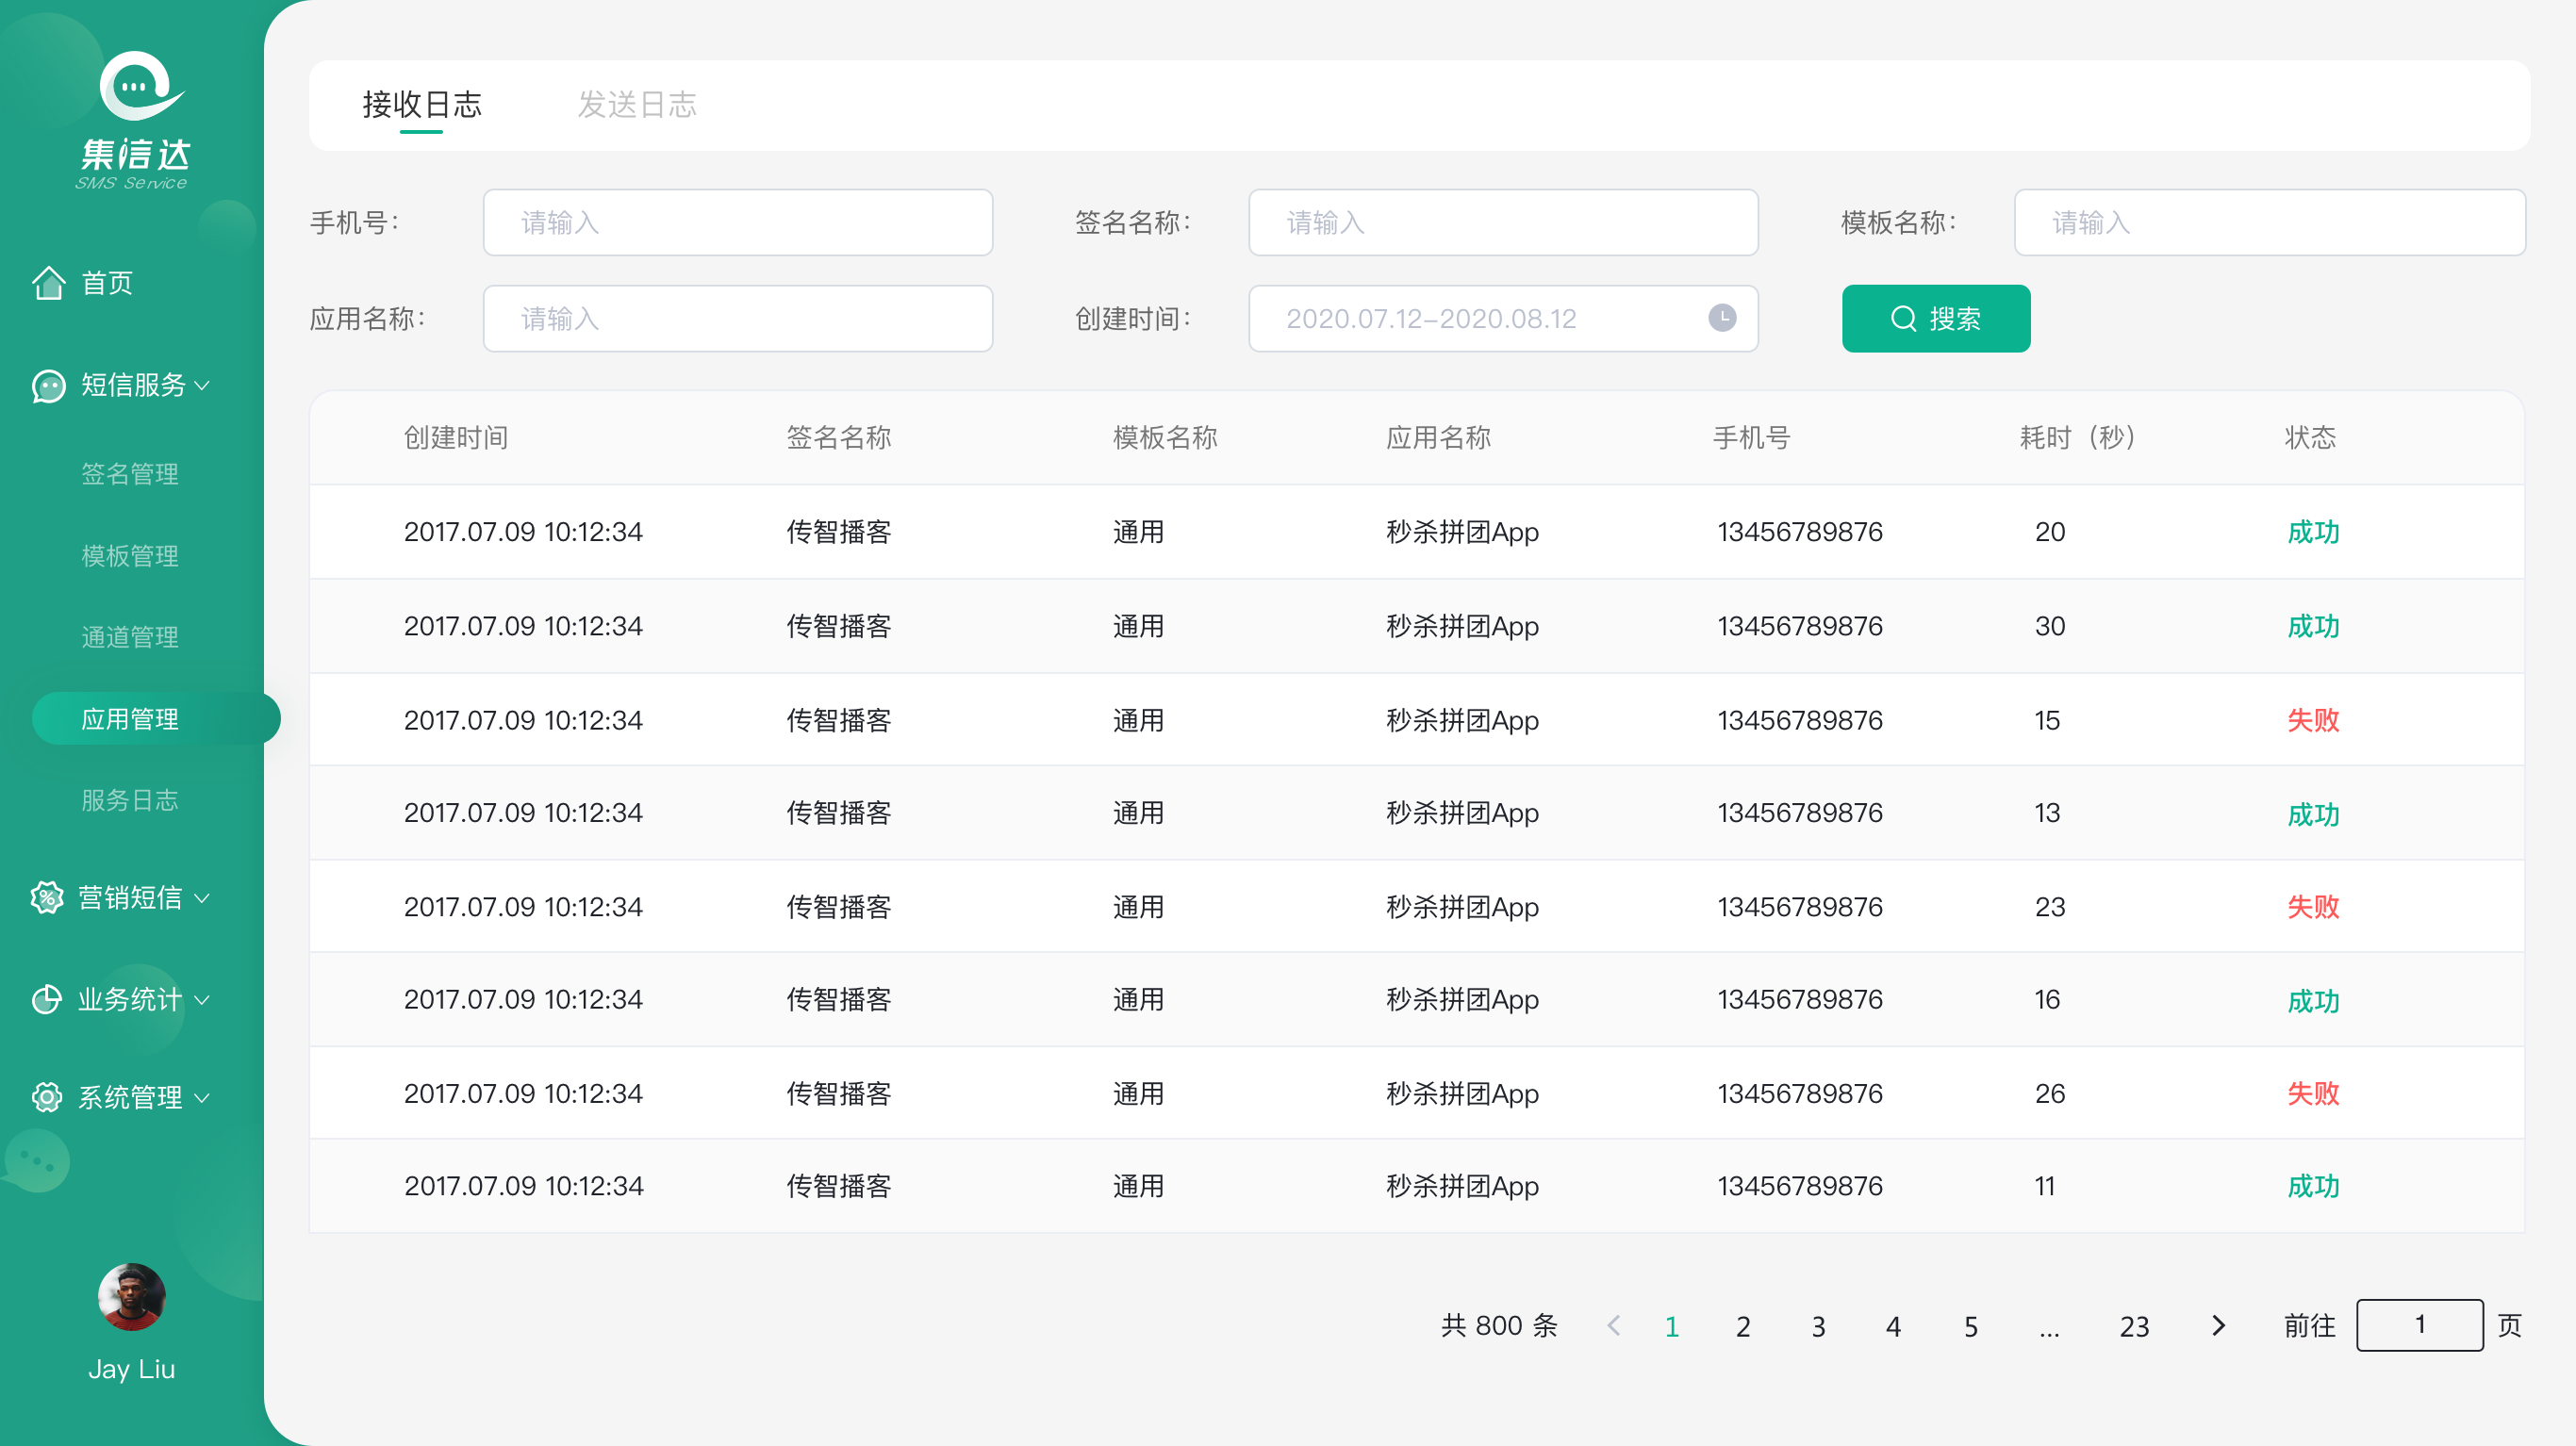 集信达
SMS Service
首页
短信服务
签名管理
模板管理
通道管理
应用管理
服务日志
营销短信
业务统计
系统管理
Jay Liu
接收日志 发送日志
手机号： 请输入 签名名称： 请输入 模板名称： 请输入
应用名称： 请输入 创建时间： 2020.07.12-2020.08.12 搜索
创建时间 签名名称 模板名称 应用名称 手机号 耗时（秒） 状态
2017.07.09 10:12:34 传智播客 通用 秒杀拼团App 13456789876 20 成功
2017.07.09 10:12:34 传智播客 通用 秒杀拼团App 13456789876 30 成功
2017.07.09 10:12:34 传智播客 通用 秒杀拼团App 13456789876 15 失败
2017.07.09 10:12:34 传智播客 通用 秒杀拼团App 13456789876 13 成功
2017.07.09 10:12:34 传智播客 通用 秒杀拼团App 13456789876 23 失败
2017.07.09 10:12:34 传智播客 通用 秒杀拼团App 13456789876 16 成功
2017.07.09 10:12:34 传智播客 通用 秒杀拼团App 13456789876 26 失败
2017.07.09 10:12:34 传智播客 通用 秒杀拼团App 13456789876 11 成功
共 800 条 1 2 3 4 5 ... 23 前往 1 页